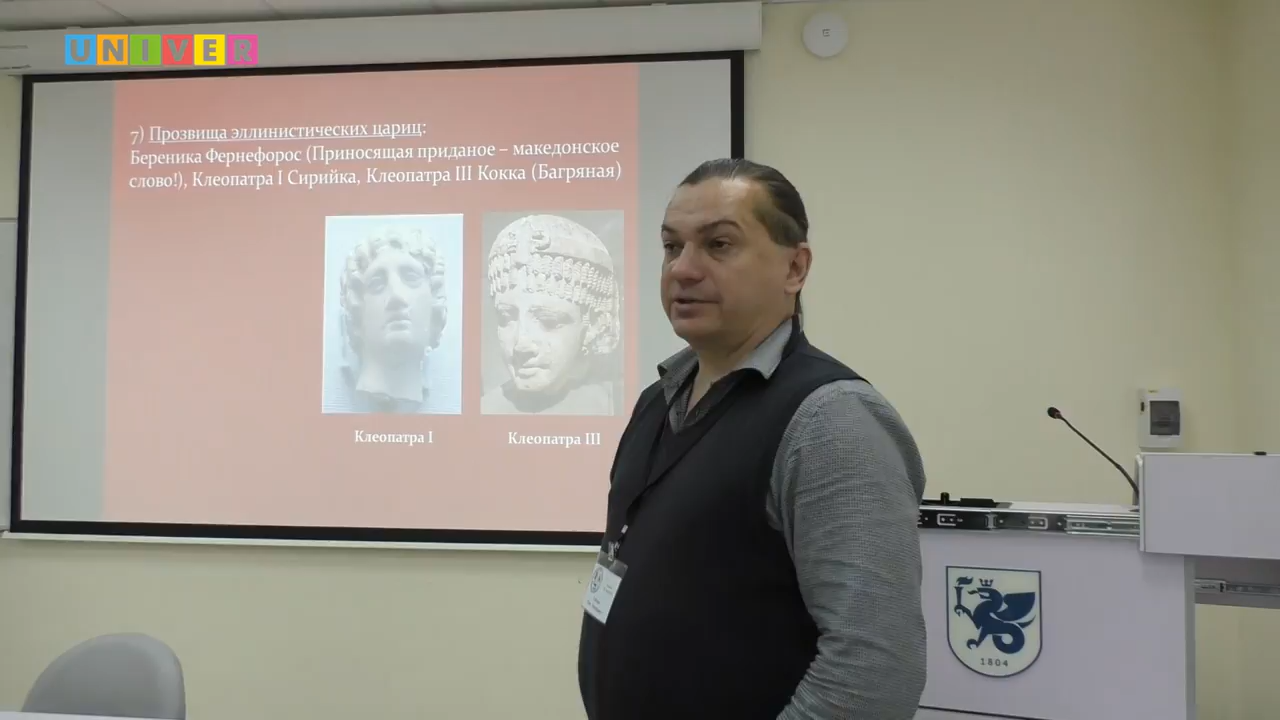 UNIVER
7) Прозвища эллинистических цариц:
Береника Фернефорос (Приносящая приданое – македонское
слово!), Клеопатра I Сирийка, Клеопатра III Кокка (Багряная)
Клеопатра I
Клеопатра III
1804